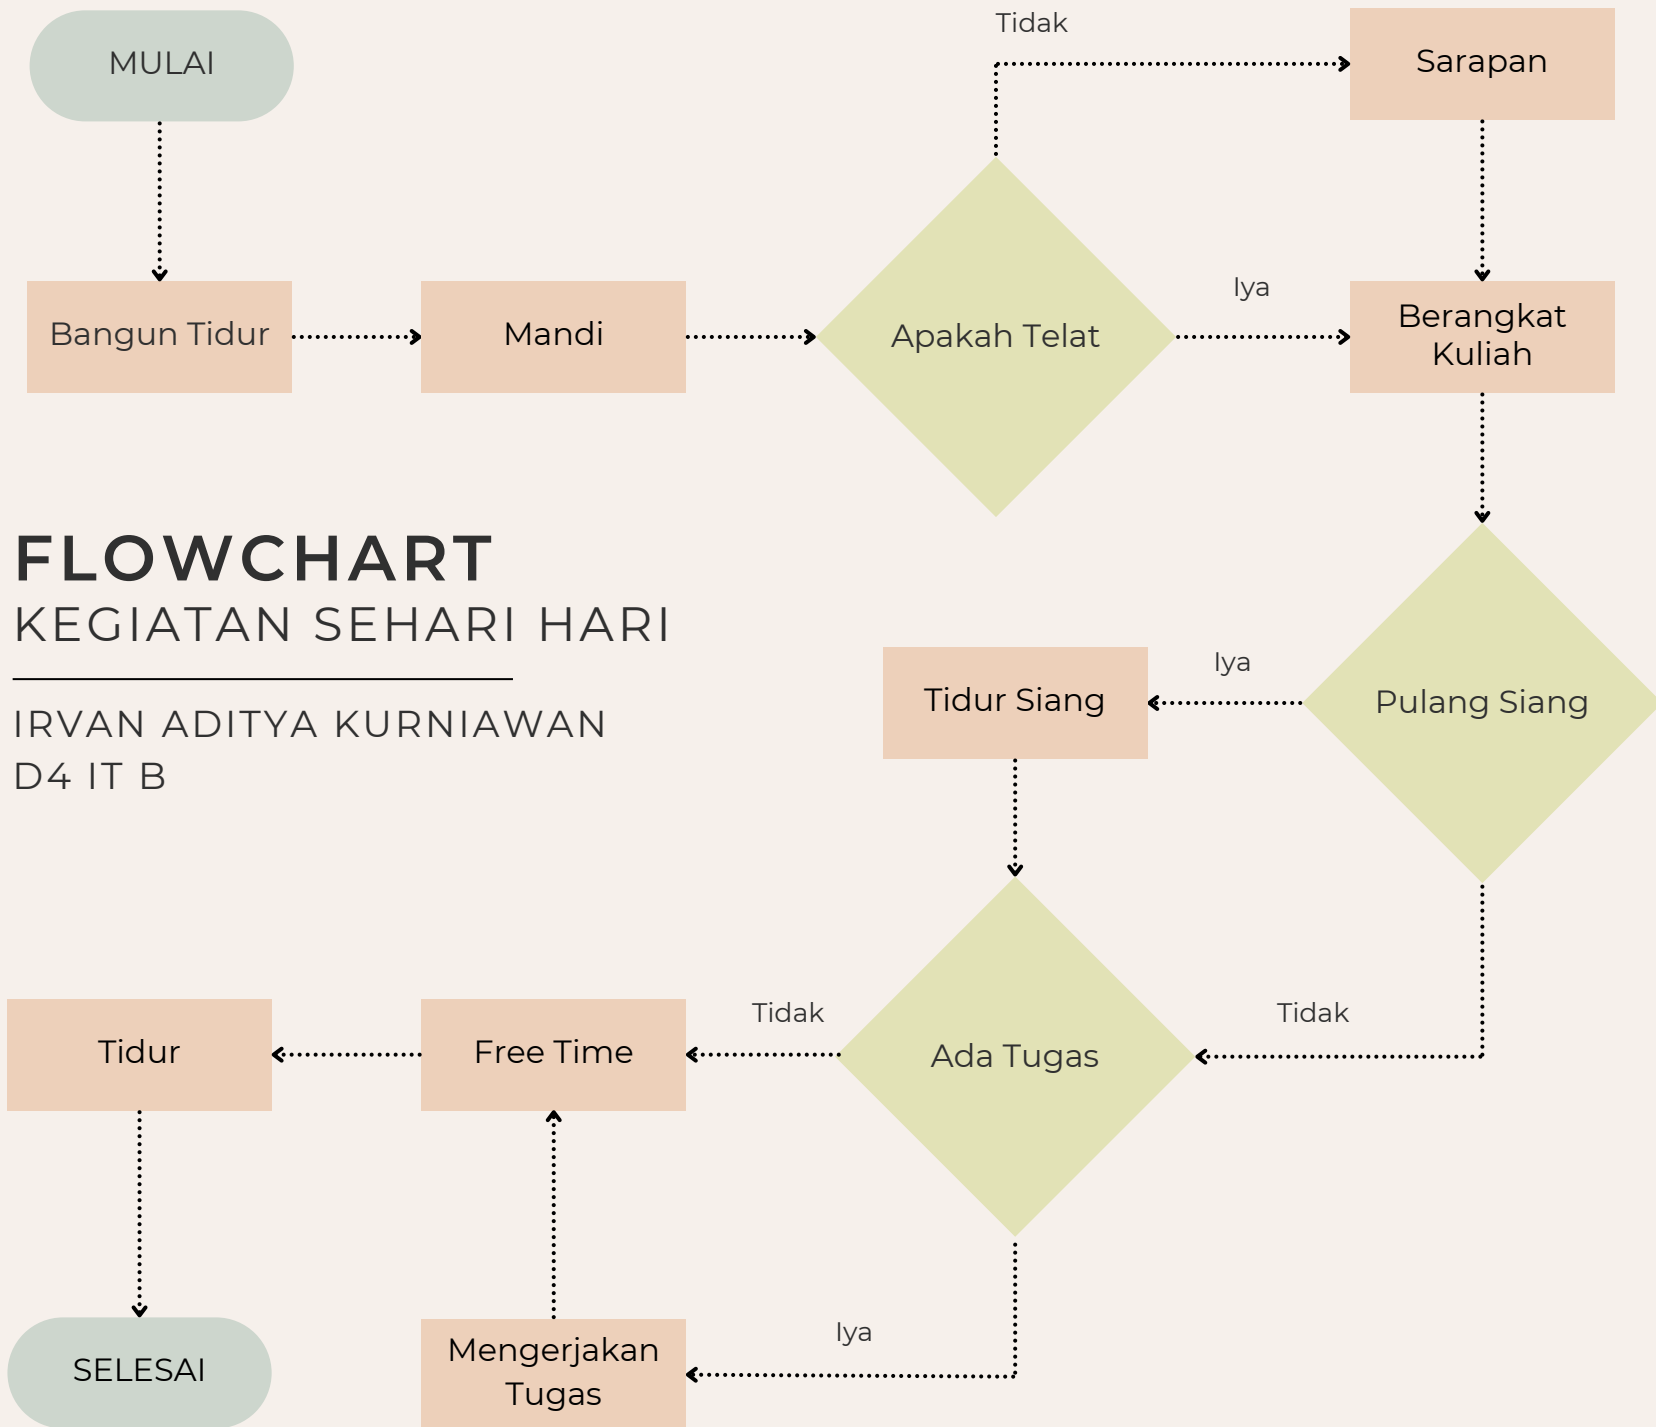 MULAI
Tidak
Sarapan
Bangun Tidur
Mandi
Apakah Telat
Iya
Berangkat
Kuliah
FLOWCHART
KEGIATAN SEHARI HARI
IRVAN ADITYA KURNIAWAN
D4 IT B
Pulang Siang
Iya
Tidur Siang
Tidak
Ada Tugas
Tidak
Free Time
Tidur
Iya
Mengerjakan
Tugas
SELESAI